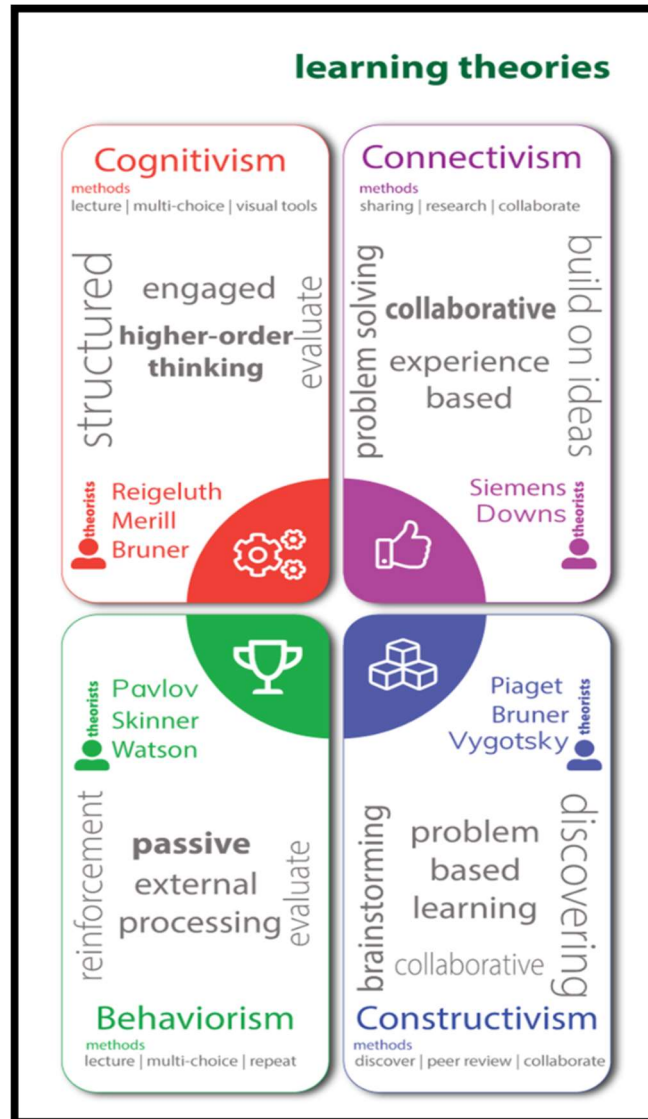 learning theories
Cognitivism
methods
lecture | multi-choice | visual tools
structured
engaged
higher-order
thinking
evaluate
theorists
Reigeluth
Merill
Bruner
Connectivism
methods
sharing | research | collaborate
problem solving
collaborative
experience
based
build on ideas
Siemens
Downs
theorists
theorists
Pavlov
Skinner
Watson
reinforcement
passive
external
processing
evaluate
Behaviorism
methods
lecture | multi-choice | repeat
Piaget
Bruner
Vygotsky
theorists
brainstorming
problem
based
learning
collaborative
discovering
Constructivism
methods
discover | peer review | collaborate